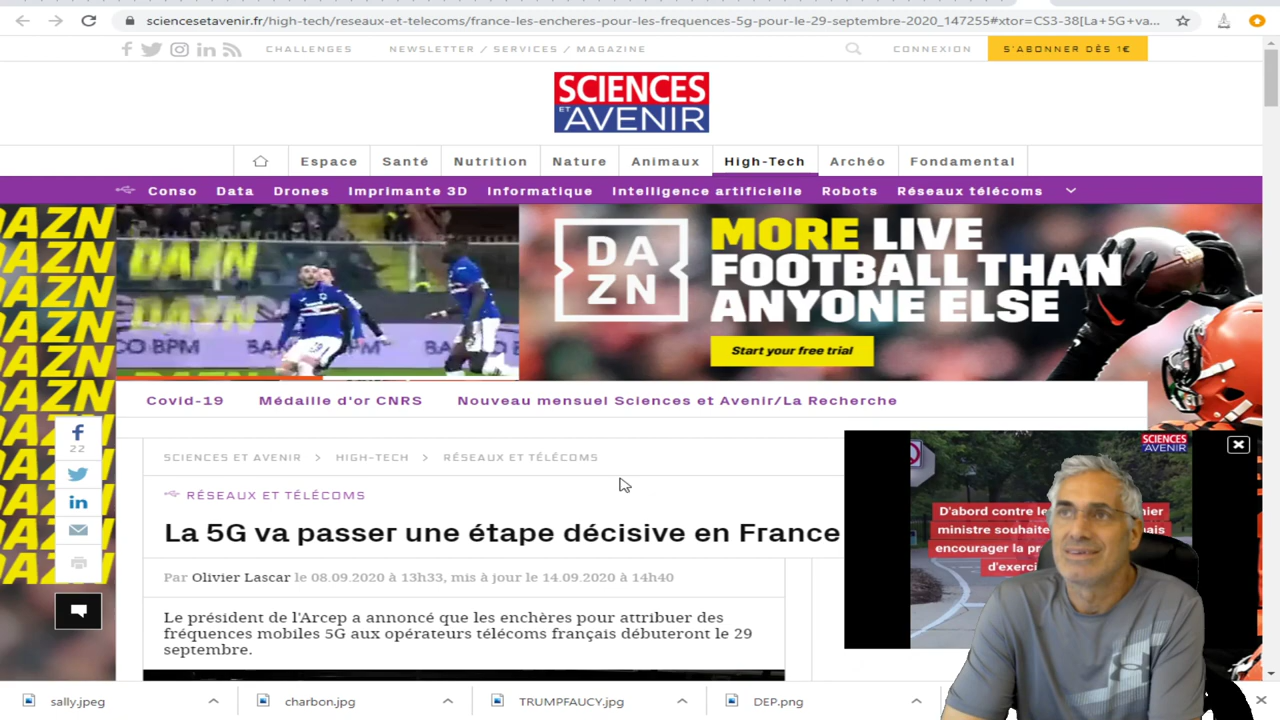 sciencesetavenir.fr/high-tech/reseaux-et-telecoms/france-les-encheres-pour-les-frequences-5g-pour-le-29-septembre-2020_147255#xtor=CS3-38[La+5G+va...
CHALLENGES NEWSLETTER / SERVICES / MAGAZINE CONNEXION S'ABONNER DÈS 1€
SCIENCES
ET AVENIR
Espace Santé Nutrition Nature Animaux High-Tech Archéo Fondamental
Conso Data Drones Imprimante 3D Informatique Intelligence artificielle Robots Réseaux télécoms
DAZN
DAZN
DA
ZN
MORE LIVE
FOOTBALL THAN
ANYONE ELSE
Start your free trial
Covid-19 Médaille d'or CNRS Nouveau mensuel Sciences et Avenir/La Recherche
22
SCIENCES ET AVENIR > HIGH-TECH > RÉSEAUX ET TÉLÉCOMS
RÉSEAUX ET TÉLÉCOMS
La 5G va passer une étape décisive en France
Par Olivier Lascar le 08.09.2020 à 13h33, mis à jour le 14.09.2020 à 14h40
Le président de l'Arcep a annoncé que les enchères pour attribuer des
fréquences mobiles 5G aux opérateurs télécoms français débuteront le 29
septembre.
SCIENCES
ET AVENIR
D'abord contre
ministre souhaite
encourager la
sally.jpeg charbon.jpg TRUMPFAUCY.jpg DEP.png